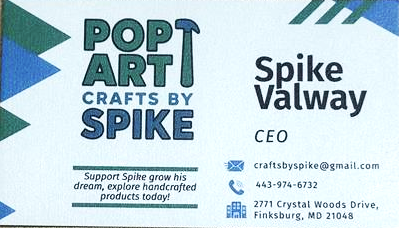 POP
ART
CRAFTS BY
SPIKE
Support Spike grow his
dream, explore handcrafted
products today!
Spike
Valway
CEO
craftsbyspike@gmail.com
443-974-6732
2771 Crystal Woods Drive,
Finksburg, MD 21048